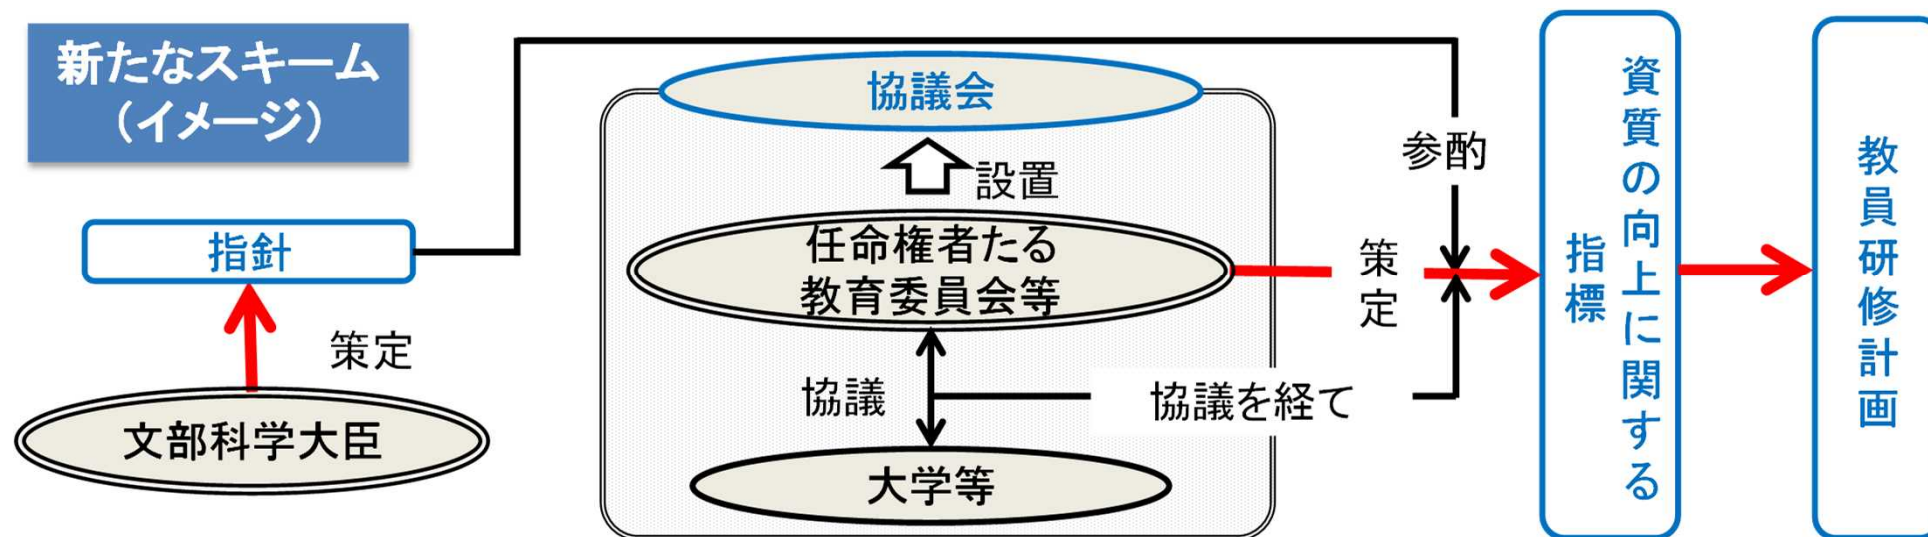 新たなスキーム
（イメージ）
指針
策定
文部科学大臣
協議会
設置
任命権者たる
教育委員会等
協議
大学等
協議を経て
参酌
策定
資質の向上に関する
指標
教員研修計画